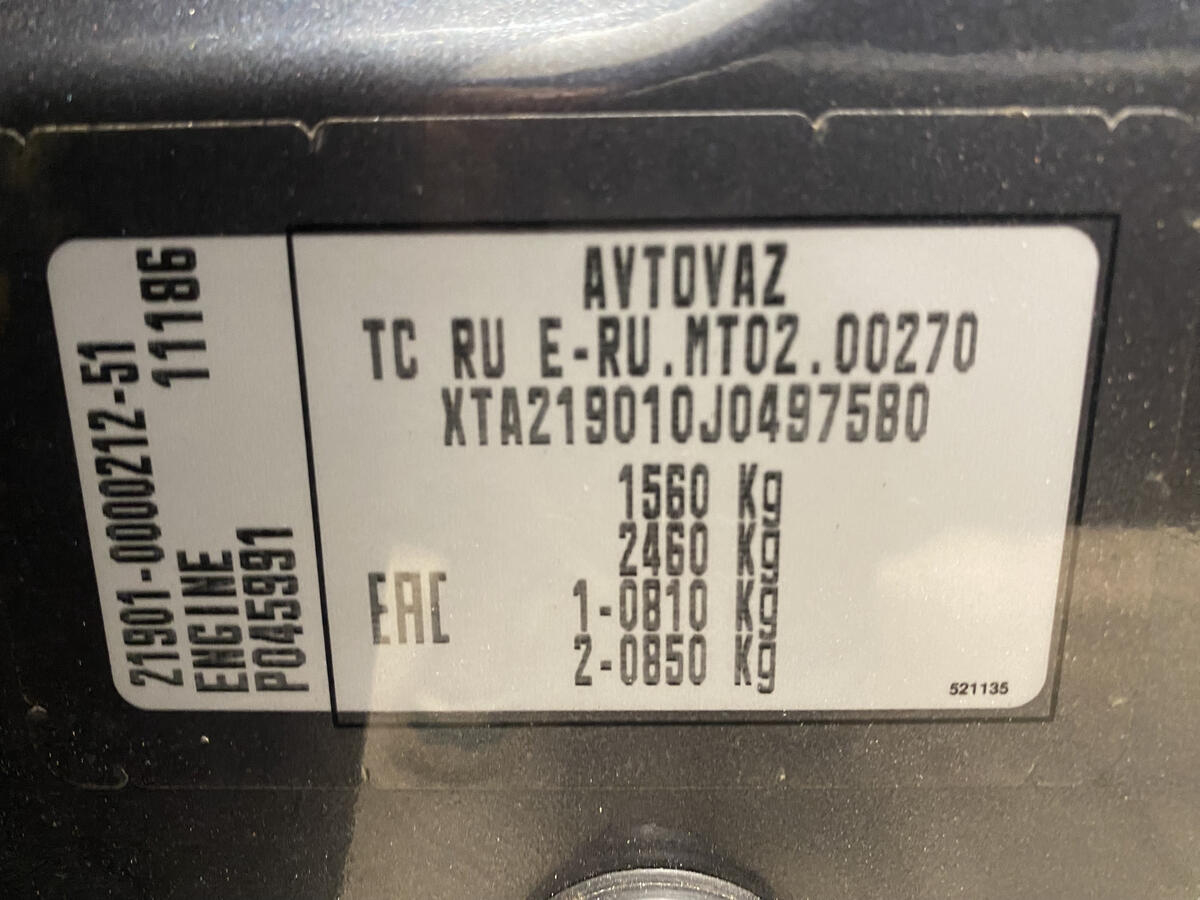 AVTOVAZ
TC RU E-RU.MT02.00270
XTA219010J0497580
1560 Kg
2460 Kg
EAC
1-0810 Kg
2-0850 Kg
521135
21901-0000212-51
11186
ENGINE
P045991